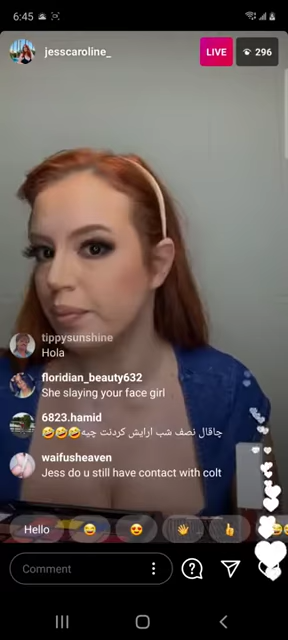 6:45
jesscaroline_
LIVE
296
tippysunshine
Hola
floridian_beauty632
She slaying your face girl
6823.hamid
چاقال نصف شب ارایش کردنت چیه🤣🤣🤣
waifusheaven
Jess do u still have contact with colt
Hello
Comment